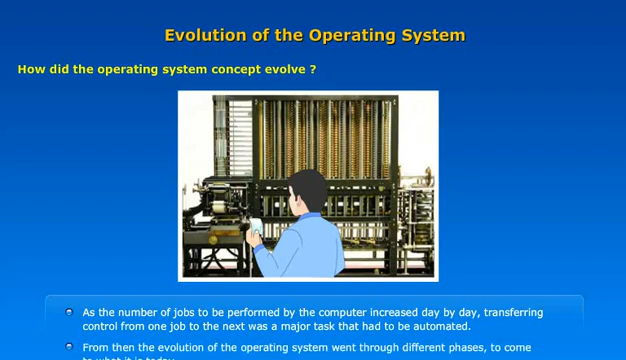 Evolution of the Operating System
How did the operating system concept evolve ?
As the number of jobs to be performed by the computer increased day by day, transferring
control from one job to the next was a major task that had to be automated.
From then the evolution of the operating system went through different phases, to come
to what it is today.